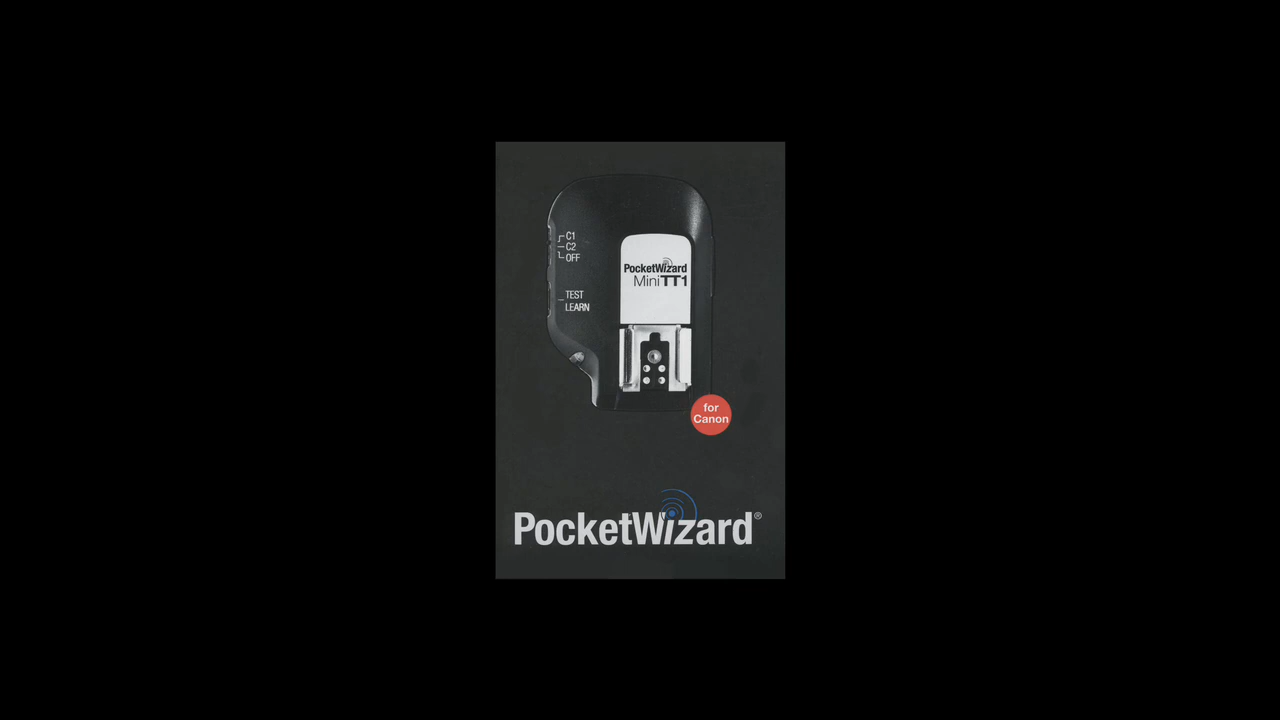 C1
C2
OFF
TEST
LEARN
PocketWizard
MiniTT1
for
Canon
PocketWizard®